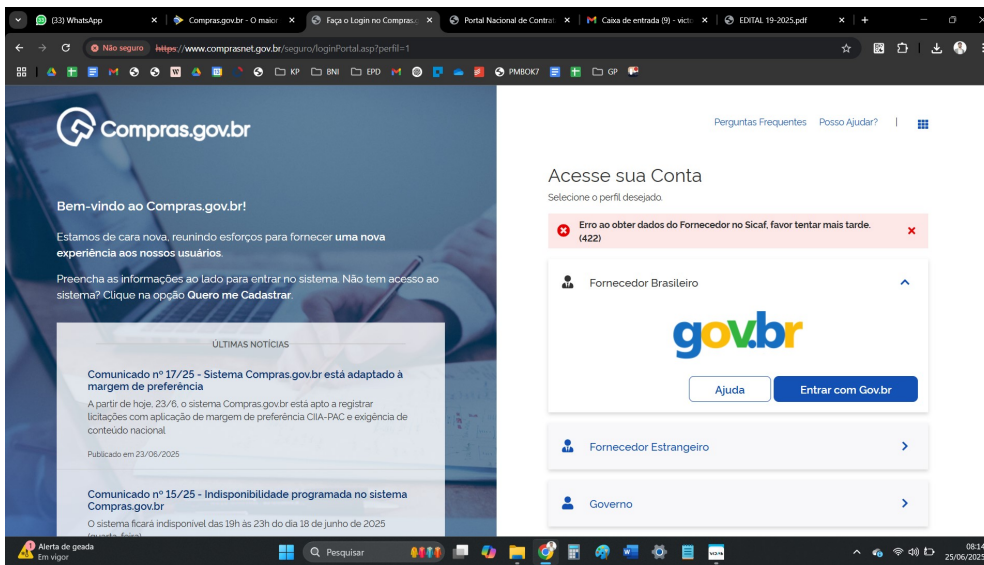 (33) WhatsApp
Compras.gov.br - O maior
Faça o Login no Compras.g
Portal Nacional de Contrat
Caixa de entrada (9) - victo
EDITAL 19-2025.pdf
Não seguro https://www.comprasnet.gov.br/seguro/loginPortal.asp?perfil=1
KP BNI EPD PMBOK7 GP
Compras.gov.br
Perguntas Frequentes Posso Ajudar?
Bem-vindo ao Compras.gov.br!
Estamos de cara nova, reunindo esforços para fornecer uma nova
experiência aos nossos usuários.
Preencha as informações ao lado para entrar no sistema. Não tem acesso ao
sistema? Clique na opção Quero me Cadastrar.
ÚLTIMAS NOTÍCIAS
Comunicado nº 17/25 - Sistema Compras.gov.br está adaptado à
margem de preferência
A partir de hoje, 23/6, o sistema Compras.gov.br está apto a registrar
licitações com aplicação de margem de preferência CIIA-PAC e exigência de
conteúdo nacional
Publicado em 23/06/2025
Comunicado nº 15/25 - Indisponibilidade programada no sistema
Compras.gov.br
O sistema ficará indisponível das 19h às 23h do dia 18 de junho de 2025
(quarta-feira)
Acesse sua Conta
Selecione o perfil desejado.
Erro ao obter dados do Fornecedor no Sicaf, favor tentar mais tarde.
(422)
Fornecedor Brasileiro
gov.br
Ajuda
Entrar com Gov.br
Fornecedor Estrangeiro
Governo
Alerta de geada
Em vigor
Pesquisar
08:14
25/06/2025